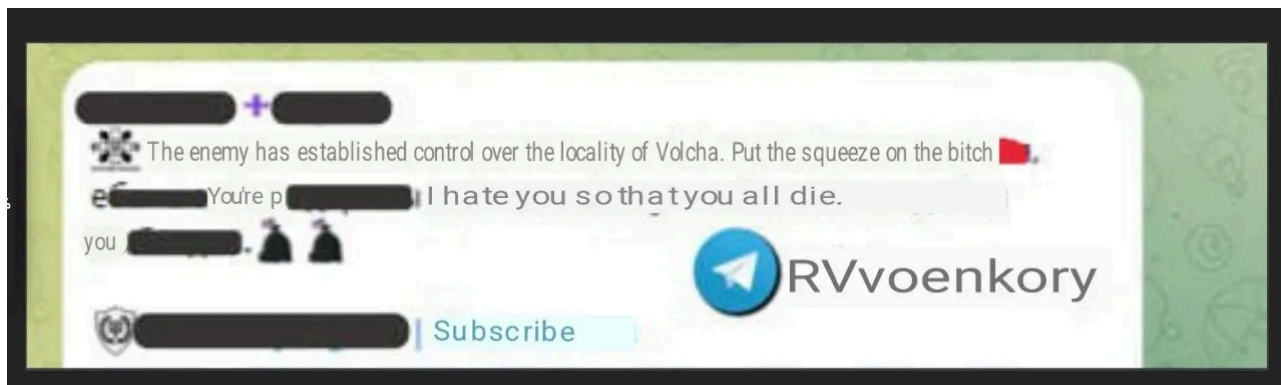 The enemy has established control over the locality of Volcha. Put the squeeze on the bitch
You're p I hate you so that you all die.
you
RVvoenkory
Subscribe